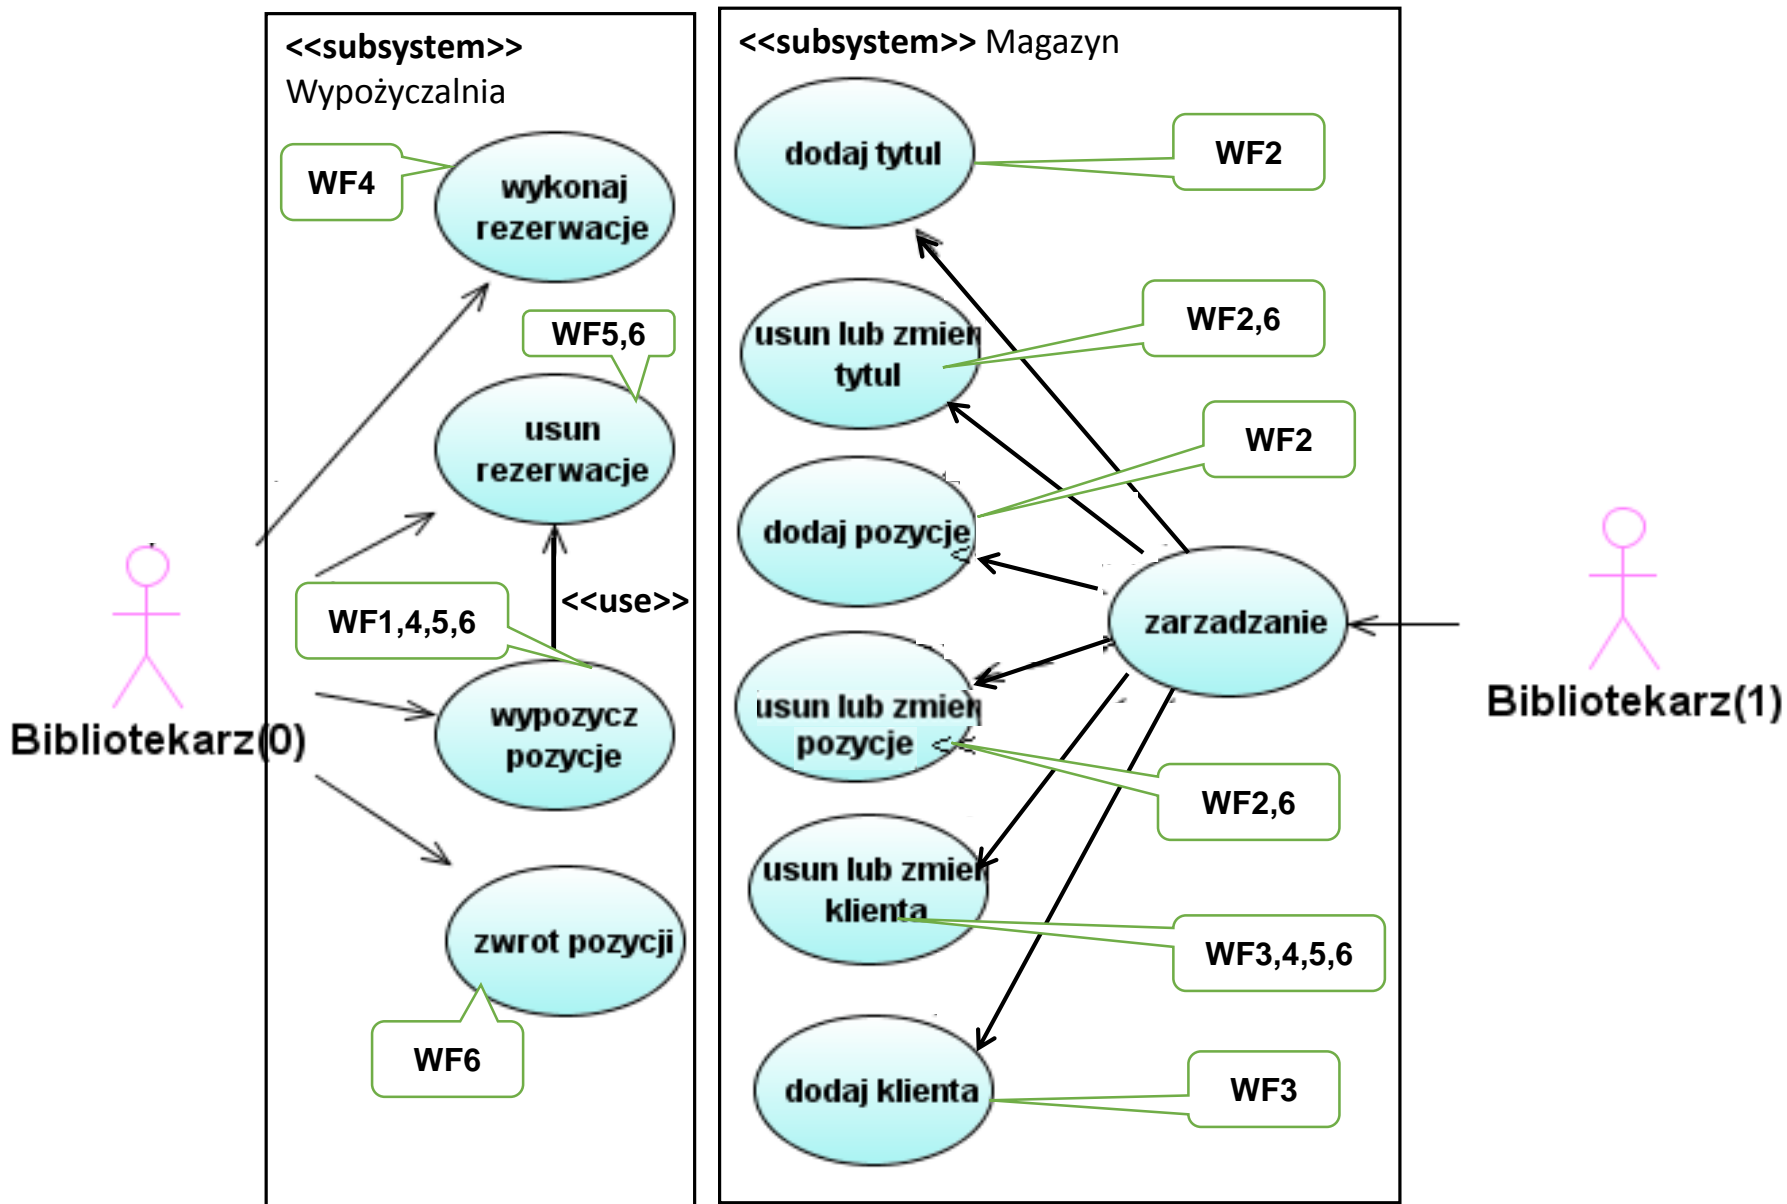 <<subsystem>>
Wypożyczalnia
WF4
wykonaj
rezerwacje
WF5,6
usun
rezerwacje
<<use>>
WF1,4,5,6
wypozycz
pozycje
Bibliotekarz(0)
zwrot pozycji
WF6
<<subsystem>> Magazyn
dodaj tytul
WF2
usun lub zmien
tytul
WF2,6
dodaj pozycje
WF2
zarzadzanie
Bibliotekarz(1)
usun lub zmien
pozycje
WF2,6
usun lub zmien
klienta
WF3,4,5,6
dodaj klienta
WF3